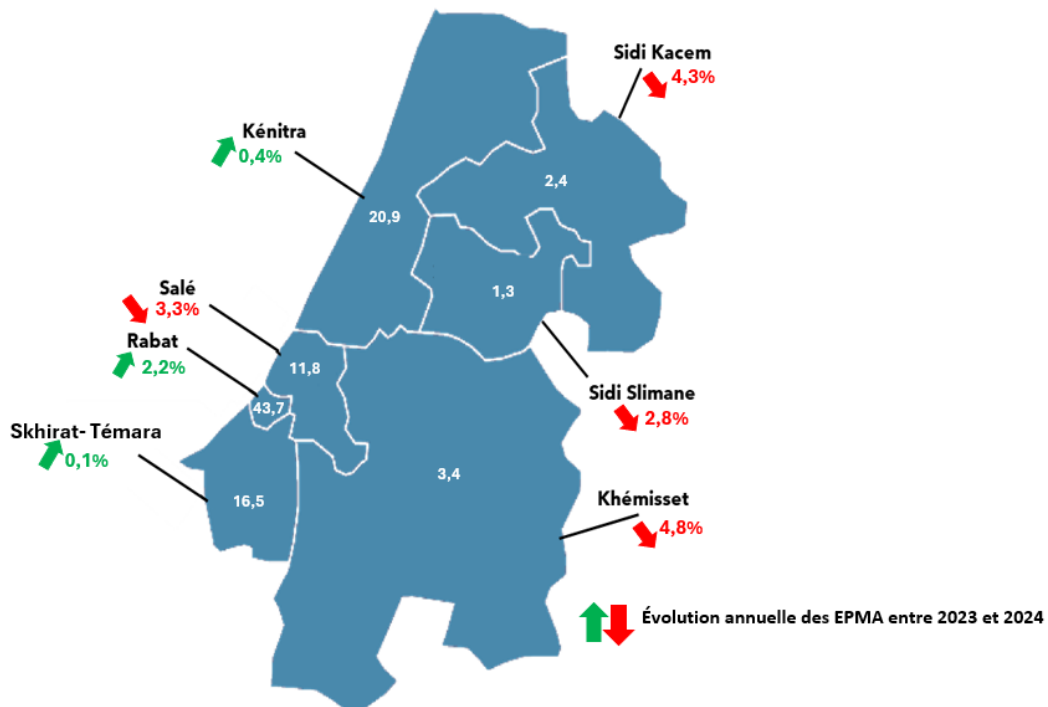 Sidi Kacem
4,3%
Kénitra
0,4%
2,4
20,9
Salé
3,3%
1,3
Rabat
2,2%
11,8
Sidi Slimane
2,8%
43,7
Skhirat- Témara
0,1%
3,4
16,5
Khémisset
4,8%
Évolution annuelle des EPMA entre 2023 et 2024